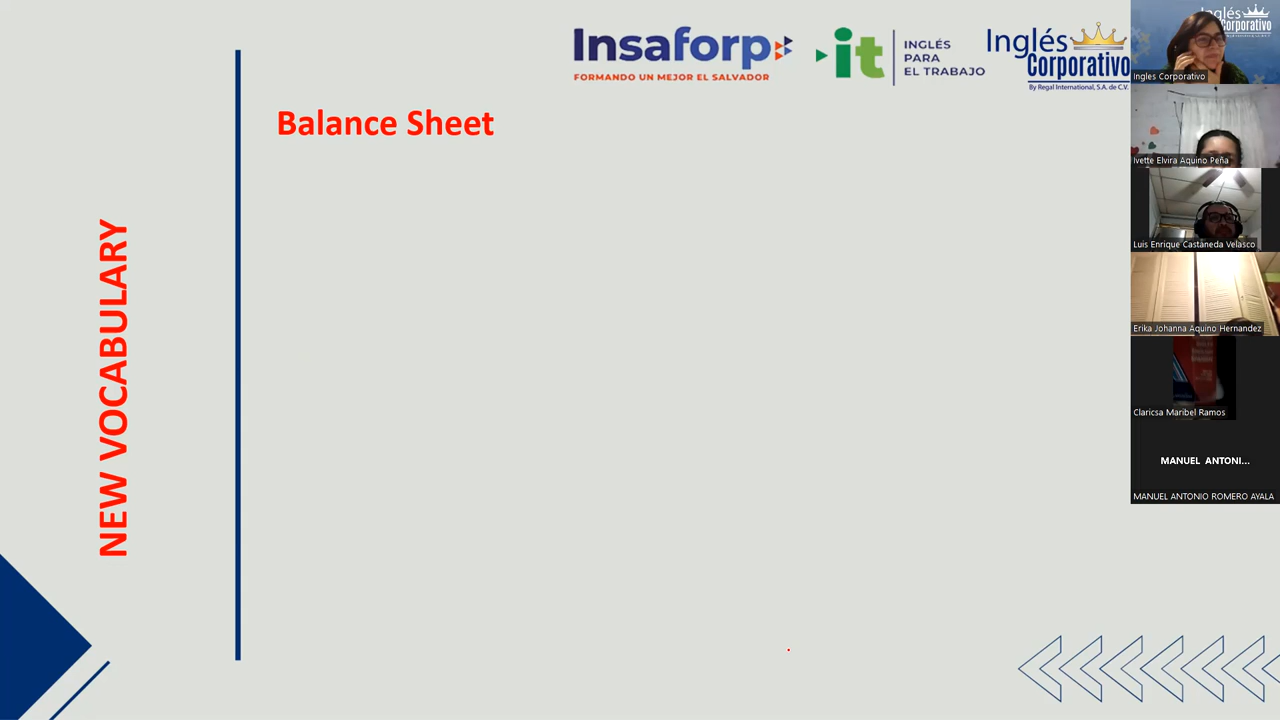 Insaforp
FORMANDO UN MEJOR EL SALVADOR
it
INGLÉS
PARA
EL TRABAJO
Inglés
Corporativo
By Regal International, S.A. de C.V.
Balance Sheet
NEW VOCABULARY
Inglés
Corporativo
Ingles Corporativo
Ivette Elvira Aquino Peña
Luis Enrique Castaneda Velasco
Erika Johanna Aquino Hernandez
Claricsa Maribel Ramos
MANUEL ANTONI...
MANUEL ANTONIO ROMERO AYALA